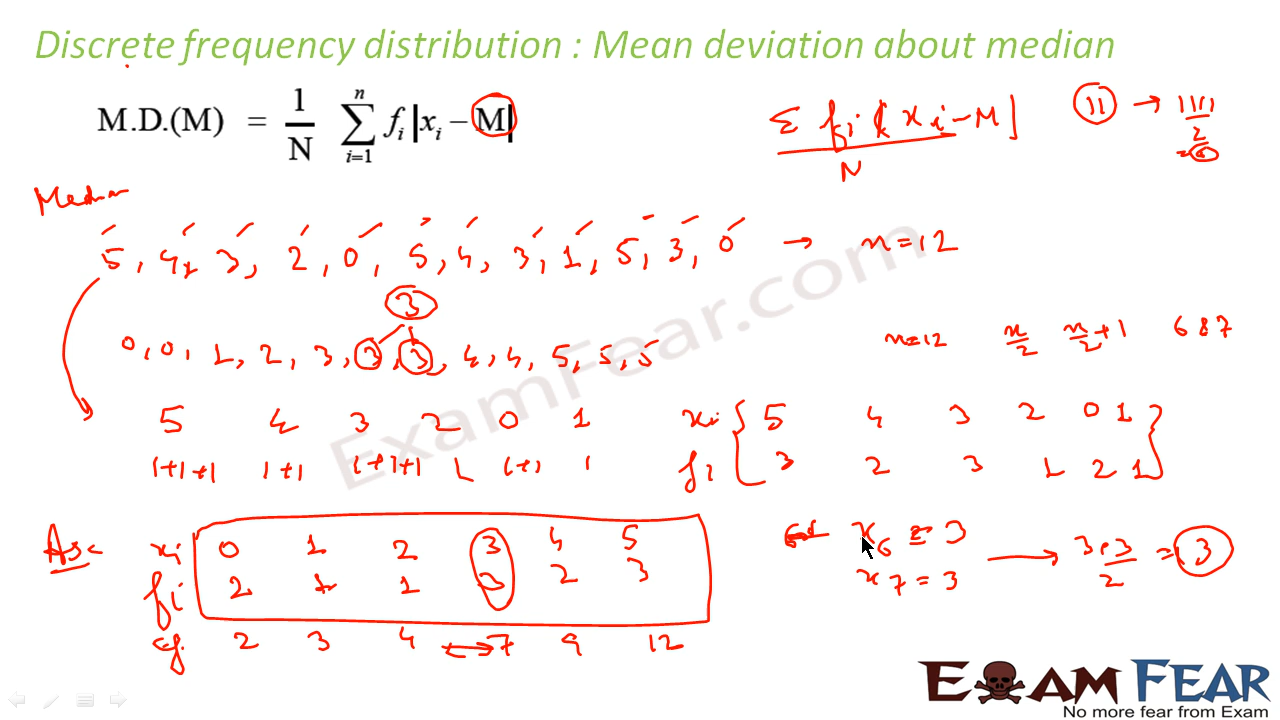 Discrete frequency distribution : Mean deviation about median
M.D.(M) = 1/N n∑i=1 fi|xi – M|
Σ fi [xi – M] / N
11 → 1111/2 = 6
Median
5, 4, 3, 2, 0, 5, 4, 3, 1, 5, 3, 0 → n = 12
3
0, 0, 1, 2, 3, 3, 3, 4, 4, 5, 5, 5
n=12 n/2 n/2+1 6 & 7
5 4 3 2 0 1
1+1+1 1+1 1+1+1 1 1+1 1
xi { 5 4 3 2 0 1 }
fi { 3 2 3 1 2 1 }
Asc xi 0 1 2 3 4 5
fi 2 1 1 3 2 3
cf. 2 3 4 ↔ 7 9 12
x6 = 3
x7 = 3 → 3+3/2 = 3
ExamFear.com
EXAM FEAR
No more fear from Exam